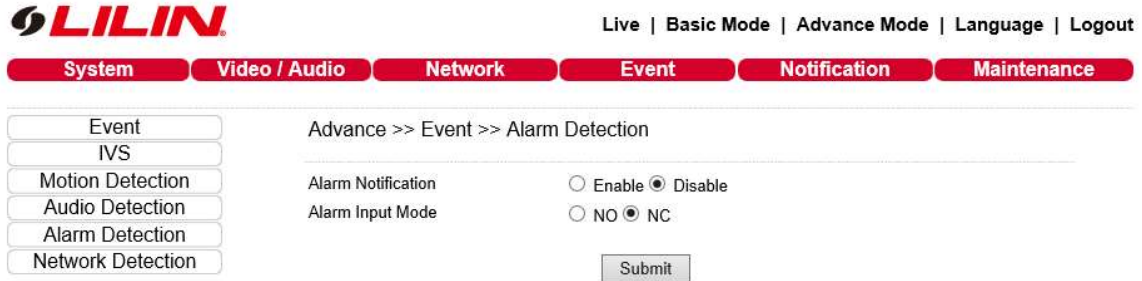 LILIN
Live | Basic Mode | Advance Mode | Language | Logout
System Video / Audio Network Event Notification Maintenance
Event
IVS
Motion Detection
Audio Detection
Alarm Detection
Network Detection
Advance >> Event >> Alarm Detection
Alarm Notification Enable Disable
Alarm Input Mode NO NC
Submit